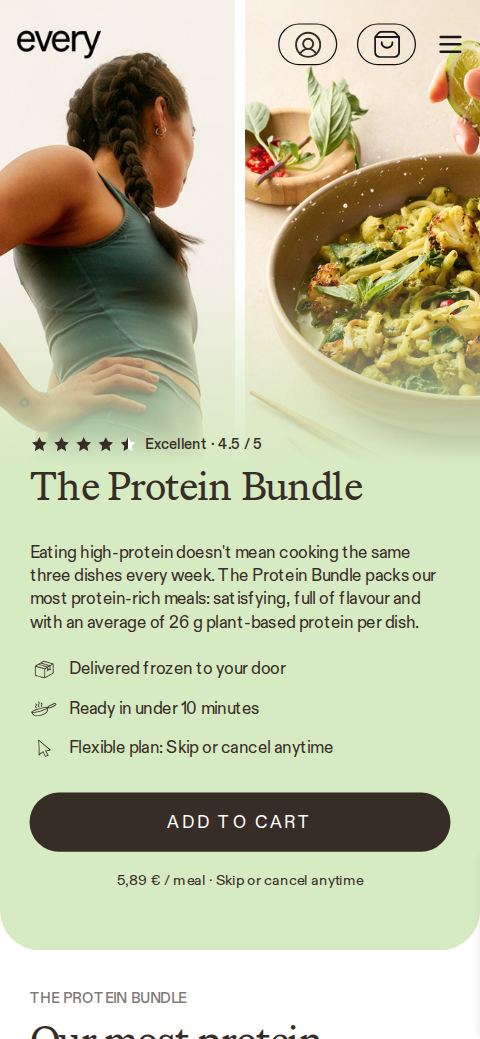 every
Excellent · 4.5 / 5
The Protein Bundle
Eating high-protein doesn't mean cooking the same
three dishes every week. The Protein Bundle packs our
most protein-rich meals: satisfying, full of flavour and
with an average of 26 g plant-based protein per dish.
Delivered frozen to your door
Ready in under 10 minutes
Flexible plan: Skip or cancel anytime
ADD TO CART
5,89 € / meal · Skip or cancel anytime
THE PROTEIN BUNDLE
Our most protein